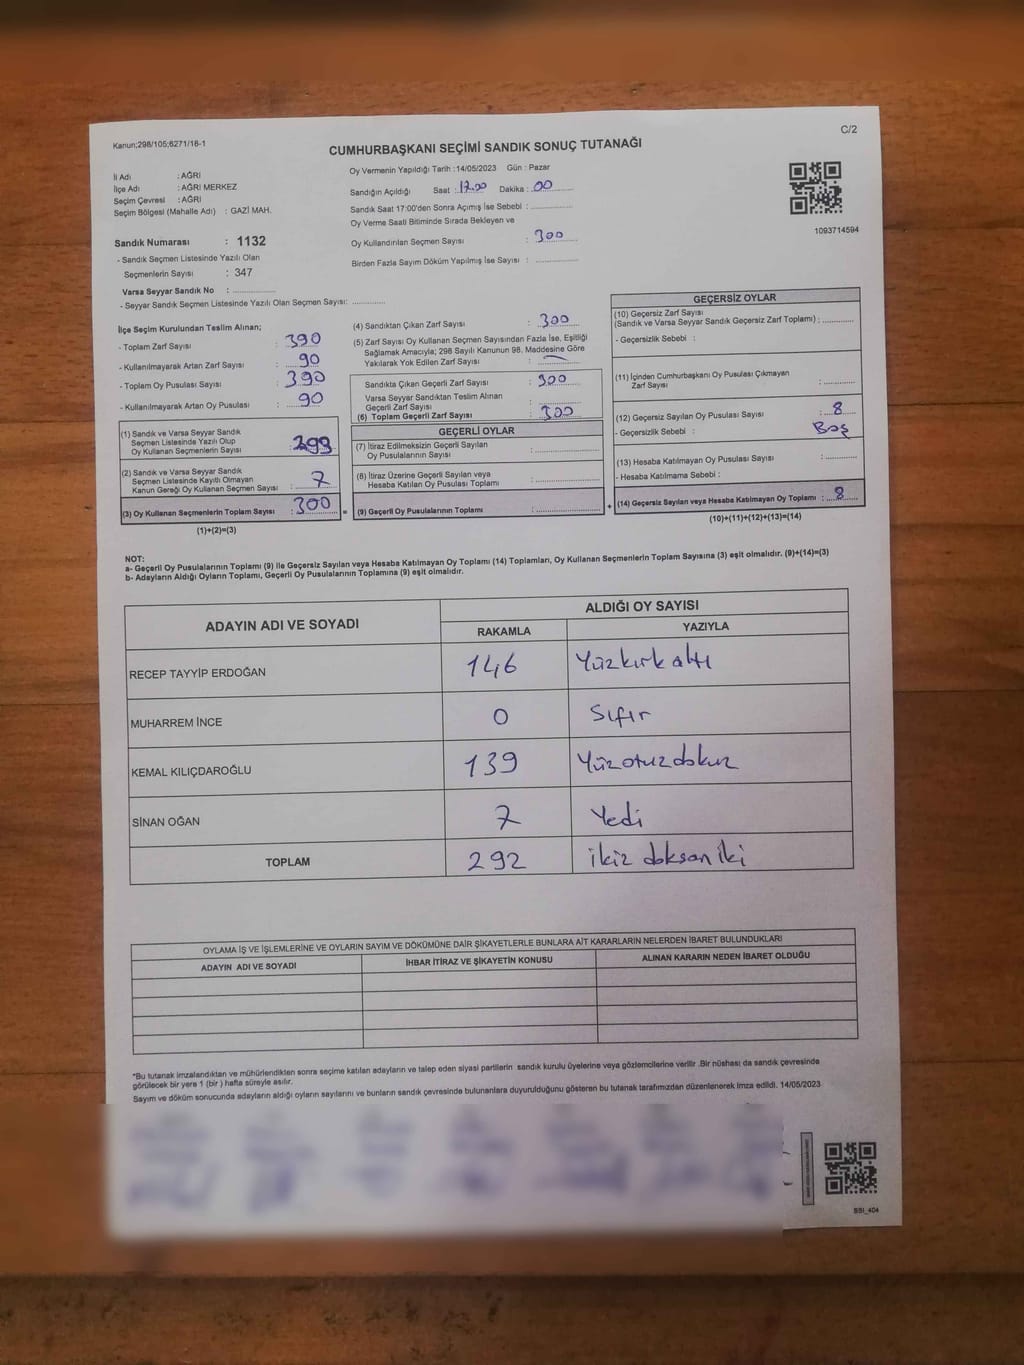 Kanun;298/105;6271/16-1
C/2
CUMHURBAŞKANI SEÇİMİ SANDIK SONUÇ TUTANAĞI
İl Adı : AĞRI
İlçe Adı : AĞRI MERKEZ
Seçim Çevresi : AĞRI
Seçim Bölgesi (Mahalle Adı) : GAZİ MAH.
Sandık Numarası : 1132
- Sandık Seçmen Listesinde Yazılı Olan
Seçmenlerin Sayısı : 347
Varsa Seyyar Sandık No :
- Seyyar Sandık Seçmen Listesinde Yazılı Olan Seçmen Sayısı:
Oy Vermenin Yapıldığı Tarih :14/05/2023 Gün : Pazar
Sandığın Açıldığı Saat : 17.00 Dakika : 00
Sandık Saat 17:00'den Sonra Açımış İse Sebebi :
Oy Verme Saati Bitiminde Sırada Bekleyen ve
Oy Kullandırılan Seçmen Sayısı : 300
Birden Fazla Sayım Döküm Yapılmış İse Sayısı :
1093714594
İlçe Seçim Kurulundan Teslim Alınan;
- Toplam Zarf Sayısı : 390
- Kullanılmayarak Artan Zarf Sayısı : 90
- Toplam Oy Pusulası Sayısı : 390
- Kullanılmayarak Artan Oy Pusulası : 90
(1) Sandık ve Varsa Seyyar Sandık
Seçmen Listesinde Yazılı Olup
Oy Kullanan Seçmenlerin Sayısı : 299
(2) Sandık ve Varsa Seyyar Sandık
Seçmen Listesinde Kayıtlı Olmayan
Kanun Gereği Oy Kullanan Seçmen Sayısı : 7
(3) Oy Kullanan Seçmenlerin Toplam Sayısı : 300
(1)+(2)=(3)
(4) Sandıktan Çıkan Zarf Sayısı : 300
(5) Zarf Sayısı Oy Kullanan Seçmen Sayısından Fazla İse, Eşitliği
Sağlamak Amacıyla; 298 Sayılı Kanunun 98. Maddesine Göre
Yakılarak Yok Edilen Zarf Sayısı : —
Sandıkta Çıkan Geçerli Zarf Sayısı : 300
Varsa Seyyar Sandıktan Teslim Alınan
Geçerli Zarf Sayısı :
(6) Toplam Geçerli Zarf Sayısı : 300
GEÇERLİ OYLAR
(7) İtiraz Edilmeksizin Geçerli Sayılan
Oy Pusulalarının Sayısı :
(8) İtiraz Üzerine Geçerli Sayılan veya
Hesaba Katılan Oy Pusulası Toplamı :
= (9) Geçerli Oy Pusulalarının Toplamı :
GEÇERSİZ OYLAR
(10) Geçersiz Zarf Sayısı
(Sandık ve Varsa Seyyar Sandık Geçersiz Zarf Toplamı) :
- Geçersizlik Sebebi :
(11) İçinden Cumhurbaşkanı Oy Pusulası Çıkmayan
Zarf Sayısı :
(12) Geçersiz Sayılan Oy Pusulası Sayısı : 8
- Geçersizlik Sebebi : Boş
(13) Hesaba Katılmayan Oy Pusulası Sayısı :
- Hesaba Katılmama Sebebi :
+ (14) Geçersiz Sayılan veya Hesaba Katılmayan Oy Toplamı : 8
(10)+(11)+(12)+(13)=(14)
NOT:
a- Geçerli Oy Pusulalarının Toplamı (9) ile Geçersiz Sayılan veya Hesaba Katılmayan Oy Toplamı (14) Toplamları, Oy Kullanan Seçmenlerin Toplam Sayısına (3) eşit olmalıdır. (9)+(14)=(3)
b- Adayların Aldığı Oyların Toplamı, Geçerli Oy Pusulalarının Toplamına (9) eşit olmalıdır.
ADAYIN ADI VE SOYADI ALDIĞI OY SAYISI
RAKAMLA YAZIYLA
RECEP TAYYİP ERDOĞAN 146 Yüzkırkaltı
MUHARREM İNCE 0 Sıfır
KEMAL KILIÇDAROĞLU 139 Yüzotuzdokuz
SİNAN OĞAN 7 Yedi
TOPLAM 292 ikiz doksan iki
OYLAMA İŞ VE İŞLEMLERİNE VE OYLARIN SAYIM VE DÖKÜMÜNE DAİR ŞİKAYETLERLE BUNLARA AİT KARARLARIN NELERDEN İBARET BULUNDUKLARI
ADAYIN ADI VE SOYADI İHBAR İTİRAZ VE ŞİKAYETİN KONUSU ALINAN KARARIN NEDEN İBARET OLDUĞU
*Bu tutanak imzalandıktan ve mühürlendikten sonra seçime katılan adayların ve talep eden siyasi partilerin sandık kurulu üyelerine veya gözlemcilerine verilir .Bir nüshası da sandık çevresinde
görülecek bir yere 1 (bir ) hafta süreyle asılır.
Sayım ve döküm sonucunda adayların aldığı oyların sayılarını ve bunların sandık çevresinde bulunanlara duyurulduğunu gösteren bu tutanak tarafımızdan düzenlenerek imza edildi. 14/05/2023
BSI_404